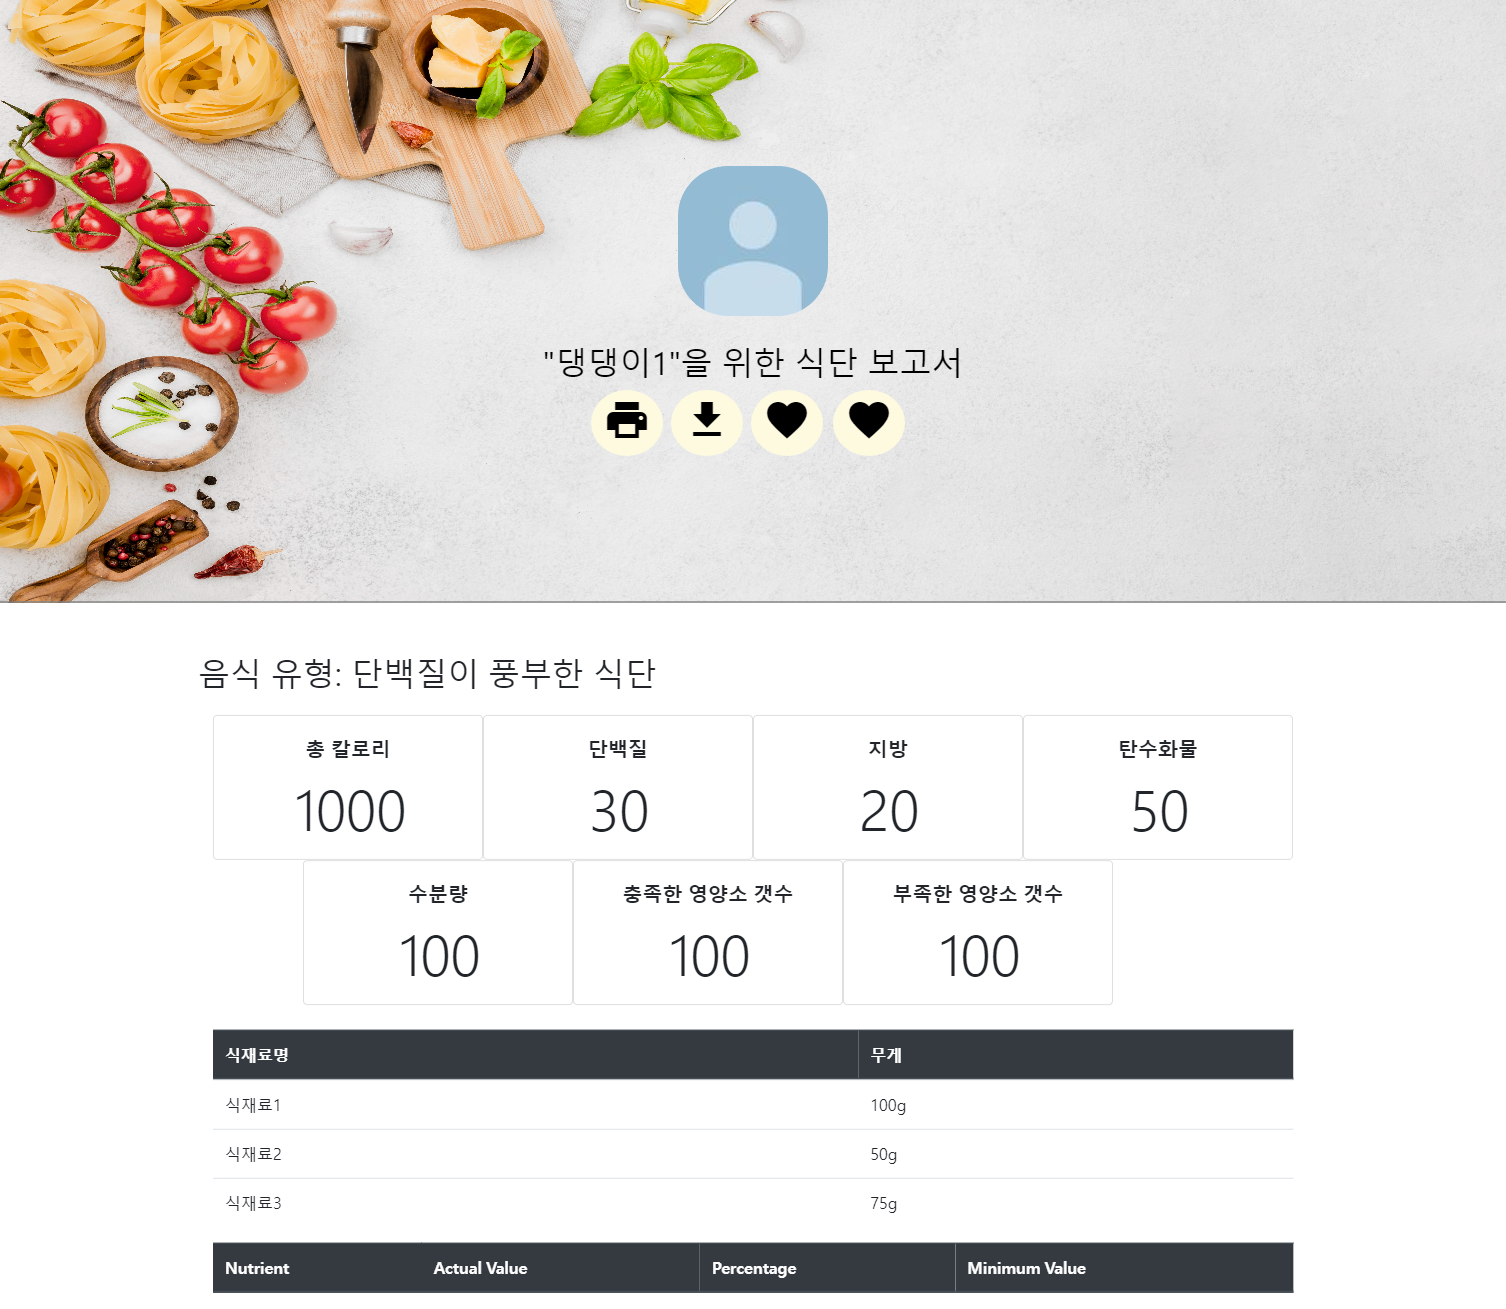 "댕댕이1"을 위한 식단 보고서
음식 유형: 단백질이 풍부한 식단
총 칼로리 단백질 지방 탄수화물
1000 30 20 50
수분량 충족한 영양소 갯수 부족한 영양소 갯수
100 100 100
식재료명 무게
식재료1 100g
식재료2 50g
식재료3 75g
Nutrient Actual Value Percentage Minimum Value